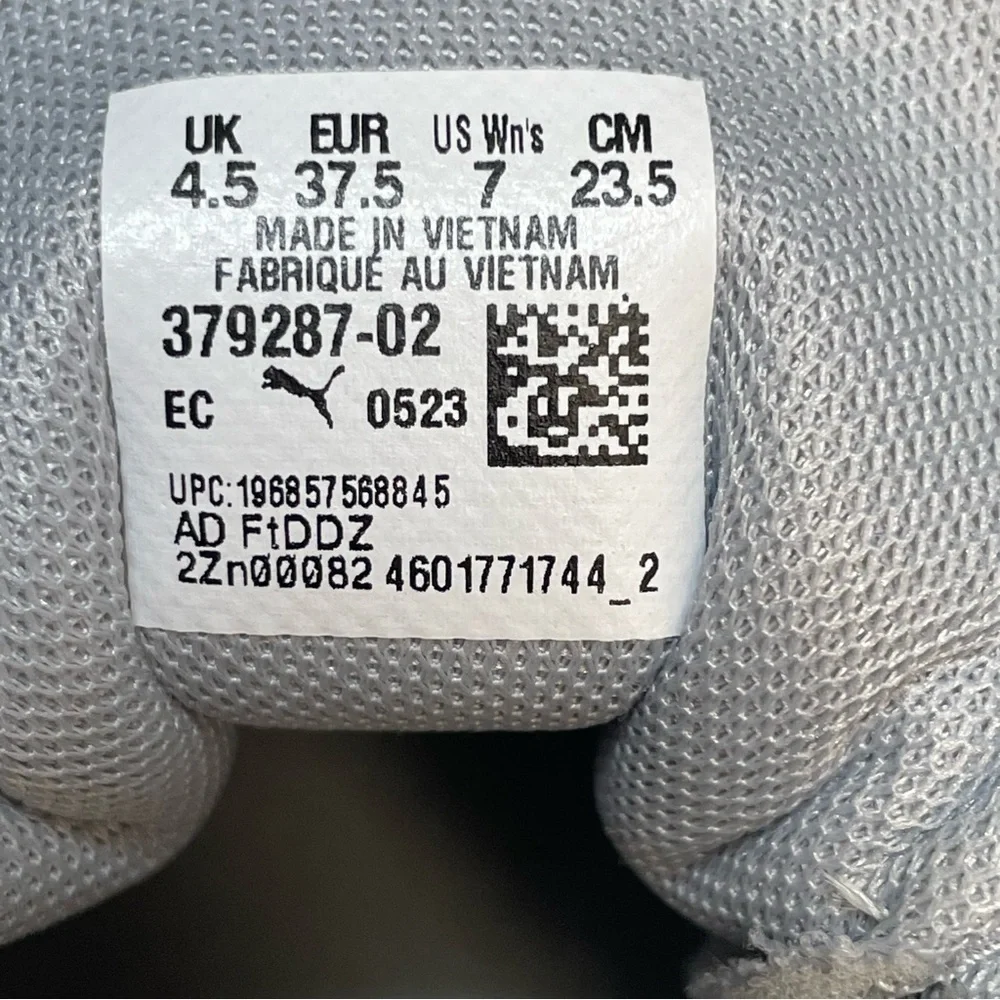 UK EUR US Wn's CM
4.5 37.5 7 23.5
MADE IN VIETNAM
FABRIQUÉ AU VIETNAM
379287-02
EC 0523
UPC:196857568845
AD FtDDZ
2Zn00082 4601771744_2